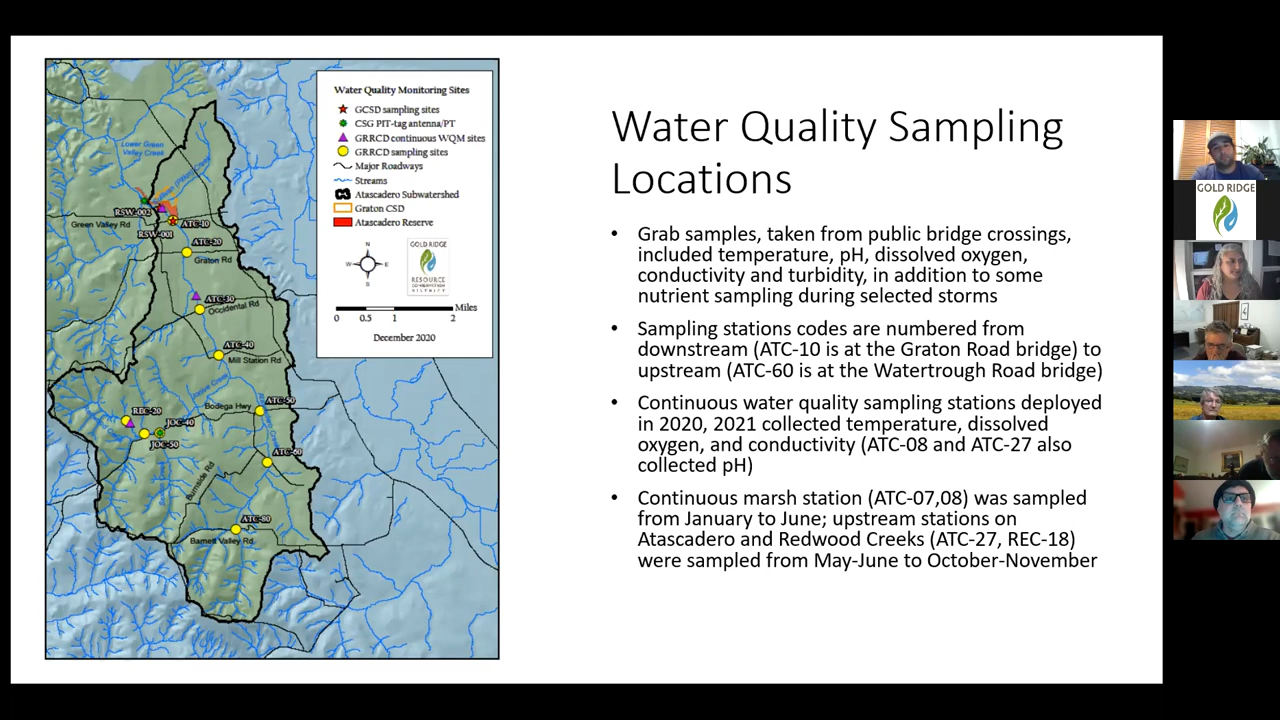 Water Quality Monitoring Sites
GCSD sampling sites
CSG PIT-tag antenna/PT
GRRCD continuous WQM sites
GRRCD sampling sites
Major Roadways
Streams
Atascadero Subwatershed
Graton CSD
Atascadero Reserve
N
W
E
S
GOLD RIDGE
RESOURCE
CONSERVATION
DISTRICT
Miles
0 0.5 1 2
December 2020
Lower Green
Valley Creek
RSW-002
Green Valley Rd
RSW-001
ATC-10
ATC-20
Graton Rd
ATC-30
Occidental Rd
ATC-40
Mill Station Rd
REC-20
Bodega Hwy
ATC-50
JOC-40
JOC-50
ATC-60
Burnside Rd
ATC-80
Barnett Valley Rd
Water Quality Sampling
Locations
• Grab samples, taken from public bridge crossings,
included temperature, pH, dissolved oxygen,
conductivity and turbidity, in addition to some
nutrient sampling during selected storms
• Sampling stations codes are numbered from
downstream (ATC-10 is at the Graton Road bridge) to
upstream (ATC-60 is at the Watertrough Road bridge)
• Continuous water quality sampling stations deployed
in 2020, 2021 collected temperature, dissolved
oxygen, and conductivity (ATC-08 and ATC-27 also
collected pH)
• Continuous marsh station (ATC-07,08) was sampled
from January to June; upstream stations on
Atascadero and Redwood Creeks (ATC-27, REC-18)
were sampled from May-June to October-November
GOLD RIDGE